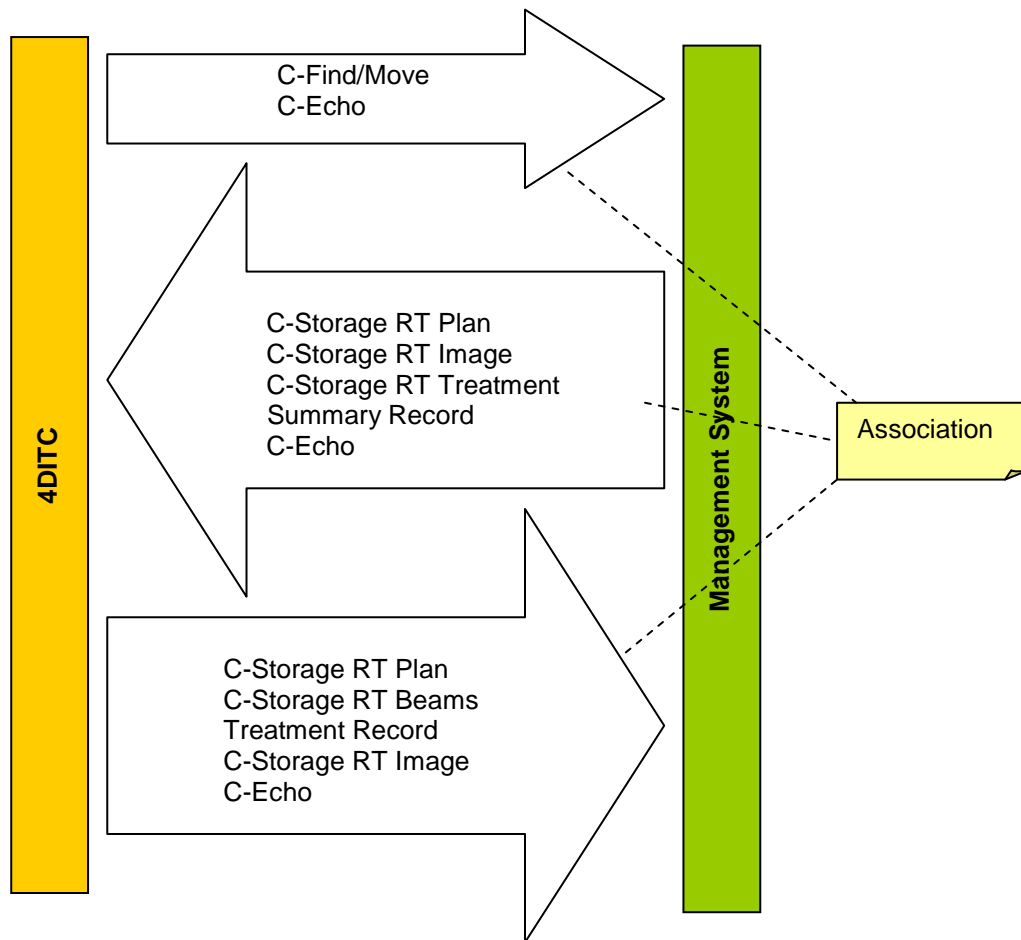 C-Find/Move
C-Echo
C-Storage RT Plan
C-Storage RT Image
C-Storage RT Treatment
Summary Record
C-Echo
4DITC
Management System
Association
C-Storage RT Plan
C-Storage RT Beams
Treatment Record
C-Storage RT Image
C-Echo